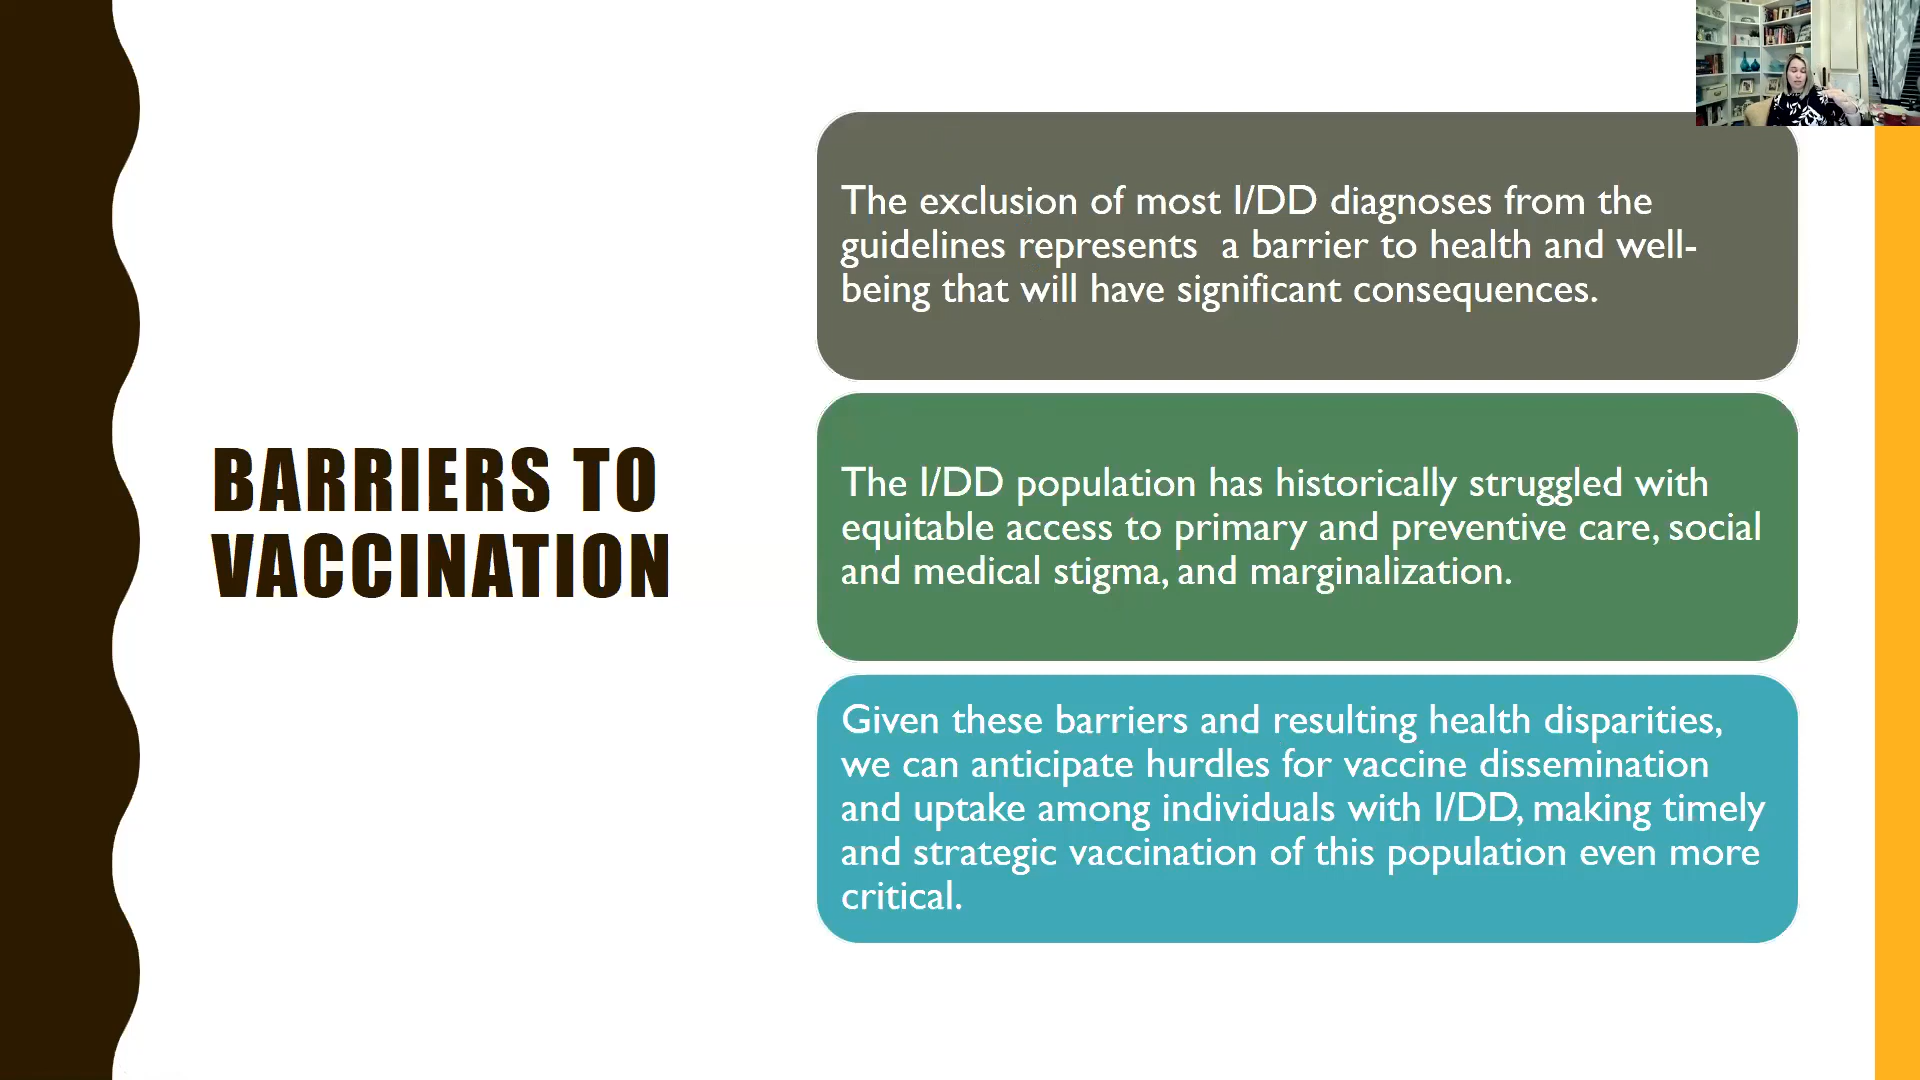 BARRIERS TO
VACCINATION
The exclusion of most I/DD diagnoses from the
guidelines represents  a barrier to health and well-
being that will have significant consequences.
The I/DD population has historically struggled with
equitable access to primary and preventive care, social
and medical stigma, and marginalization.
Given these barriers and resulting health disparities,
we can anticipate hurdles for vaccine dissemination
and uptake among individuals with I/DD, making timely
and strategic vaccination of this population even more
critical.